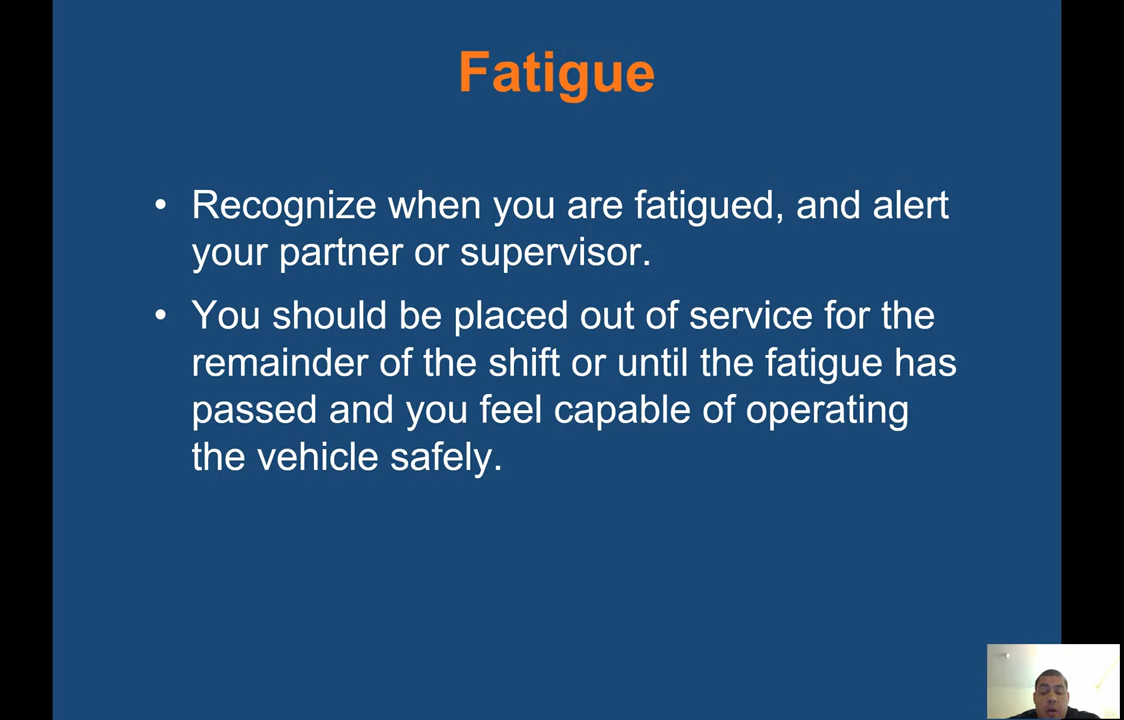 Fatigue
• Recognize when you are fatigued, and alert
your partner or supervisor.
• You should be placed out of service for the
remainder of the shift or until the fatigue has
passed and you feel capable of operating
the vehicle safely.